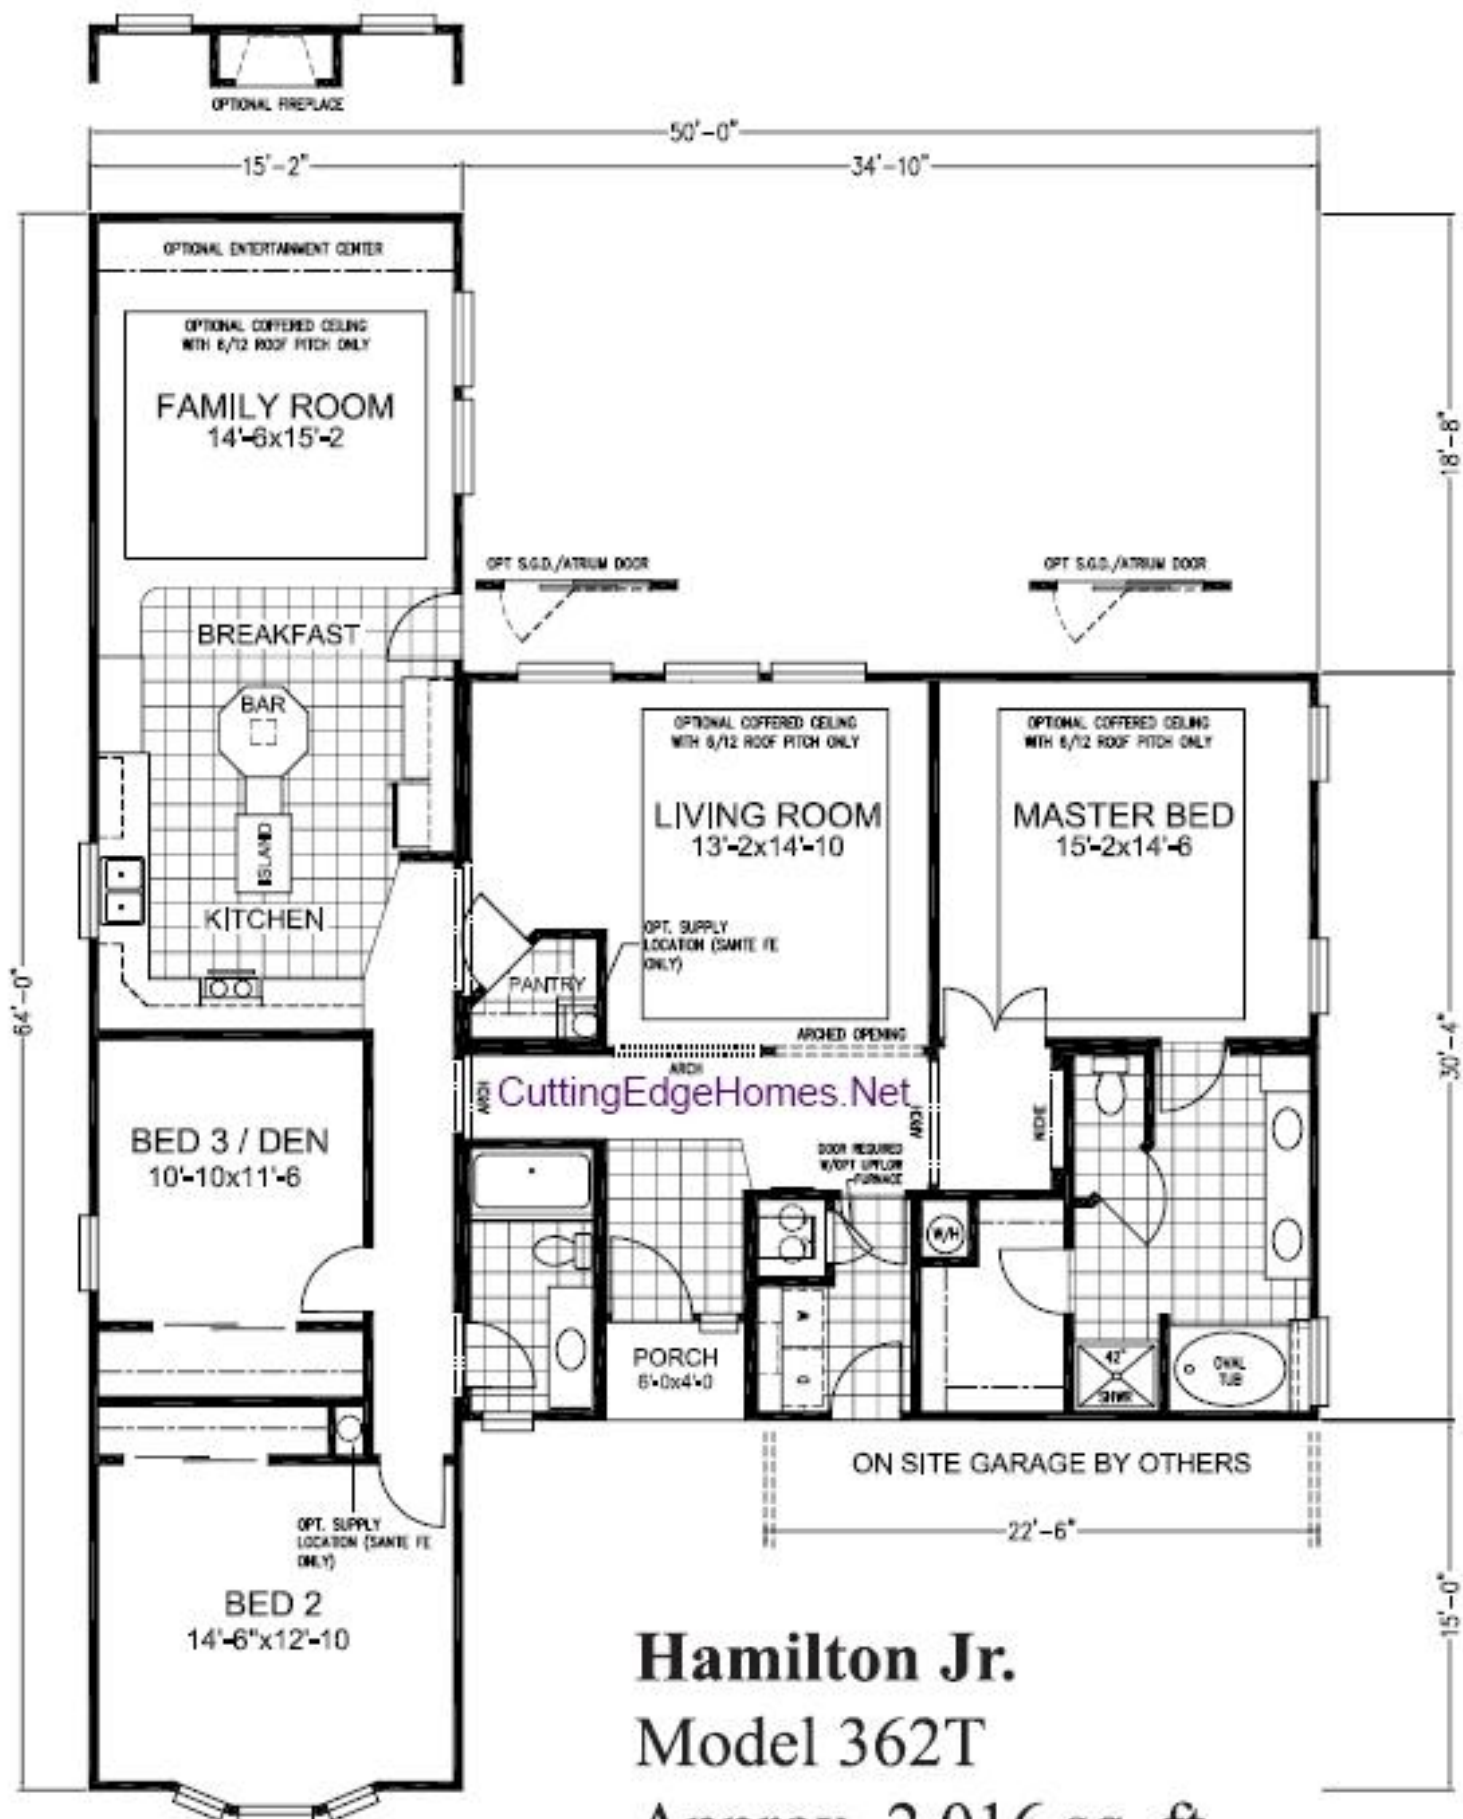 OPTIONAL FIREPLACE
50'-0"
15'-2"
34'-10"
OPTIONAL ENTERTAINMENT CENTER
OPTIONAL COFFERED CEILING
WITH 6/12 ROOF PITCH ONLY
FAMILY ROOM
14'-6x15'-2
18'-8"
OPT S.G.D./ATRIUM DOOR
OPT S.G.D./ATRIUM DOOR
BREAKFAST
BAR
ISLAND
KITCHEN
OPTIONAL COFFERED CEILING
WITH 6/12 ROOF PITCH ONLY
LIVING ROOM
13'-2x14'-10
OPTIONAL COFFERED CEILING
WITH 6/12 ROOF PITCH ONLY
MASTER BED
15'-2x14'-6
OPT. SUPPLY
LOCATION (SANTE FE
ONLY)
PANTRY
64'-0"
30'-4"
ARCHED OPENING
ARCH
ARCH
CuttingEdgeHomes.Net
ARCH
NICHE
BED 3 / DEN
10'-10x11'-6
DOOR REQUIRED
W/OPT UPFLOW
FURNACE
W/H
PORCH
6'-0x4'-0
W
D
42"
SHWR
OVAL
TUB
ON SITE GARAGE BY OTHERS
22'-6"
OPT. SUPPLY
LOCATION (SANTE FE
ONLY)
BED 2
14'-6"x12'-10
15'-0"
Hamilton Jr.
Model 362T
Approx. 2,016 sq. ft.